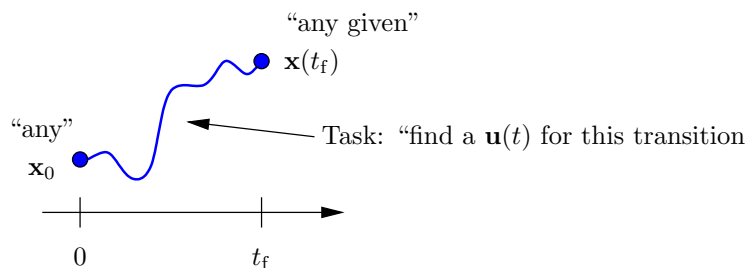 “any given”
x(t_f)
“any”
Task: “find a u(t) for this transition
x_0
0
t_f